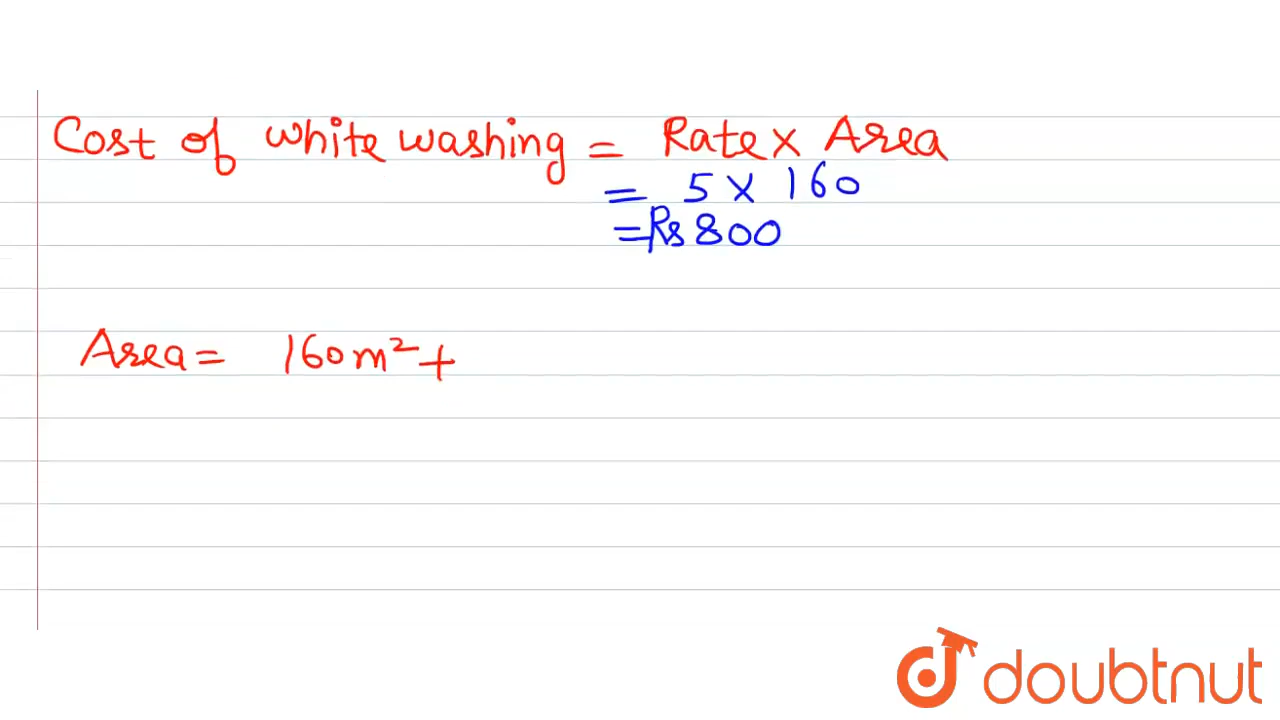 Cost of white washing = Rate x Area
= 5 x 160
= Rs 800
Area = 160 m² +
doubtnut